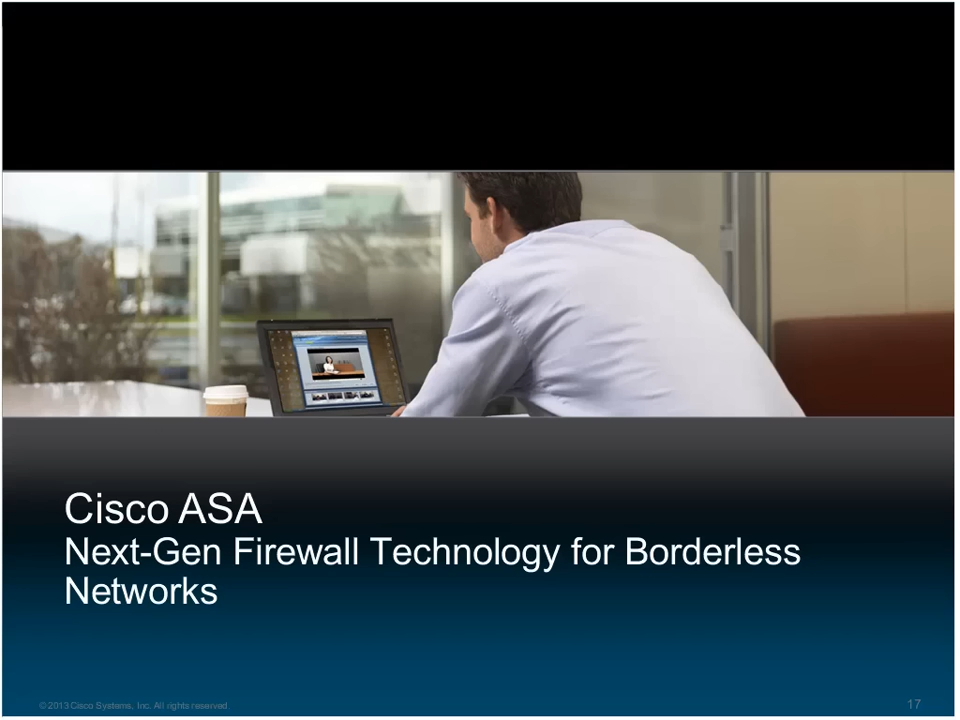 Cisco ASA
Next-Gen Firewall Technology for Borderless
Networks
© 2013 Cisco Systems, Inc. All rights reserved
17